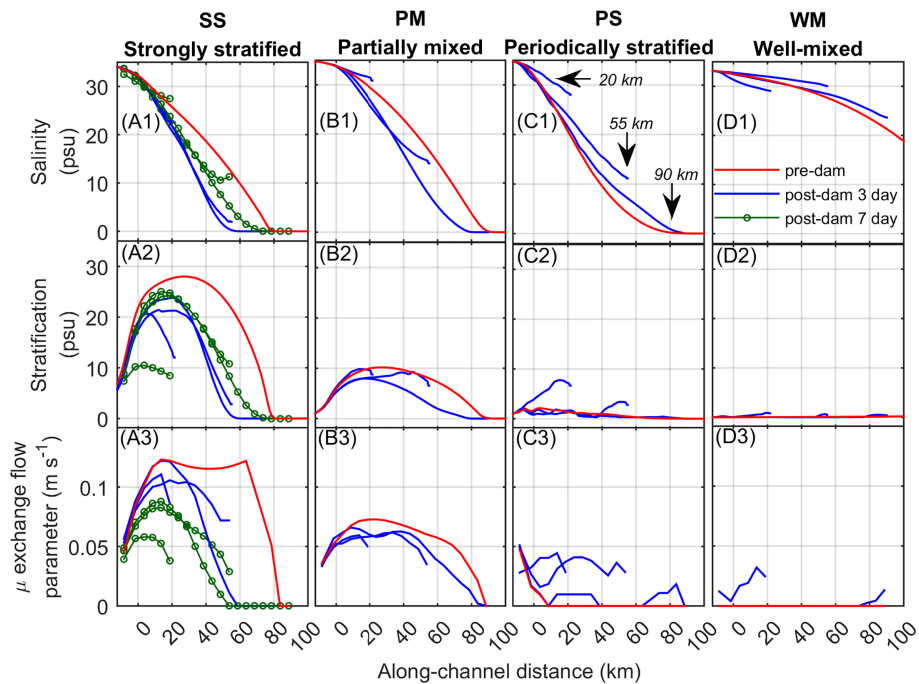 SS
Strongly stratified
PM
Partially mixed
PS
Periodically stratified
WM
Well-mixed
Salinity
(psu)
30
20
10
0
(A1)
(B1)
(C1)
20 km
55 km
90 km
(D1)
pre-dam
post-dam 3 day
post-dam 7 day
Stratification
(psu)
30
20
10
0
(A2)
(B2)
(C2)
(D2)
μ exchange flow
parameter (m s⁻¹)
0.1
0.05
0
(A3)
(B3)
(C3)
(D3)
0 20 40 60 80 100
0 20 40 60 80 100
0 20 40 60 80 100
0 20 40 60 80 100
Along-channel distance (km)